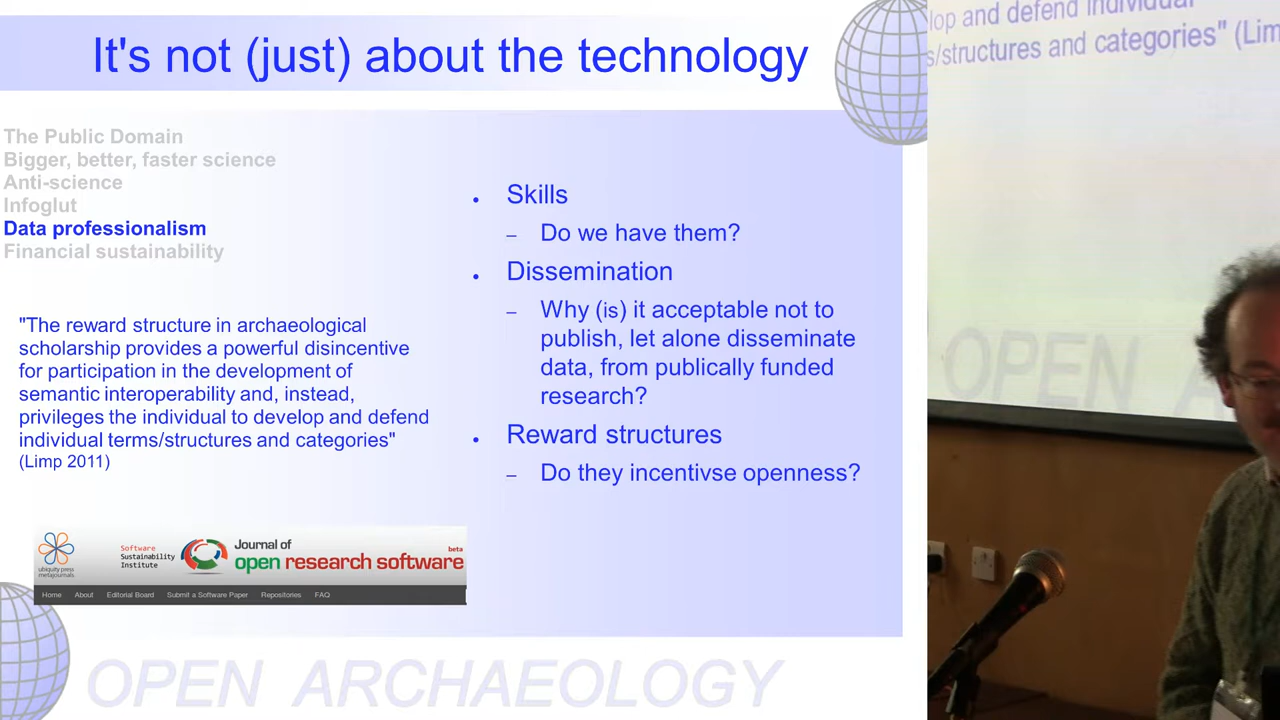 It's not (just) about the technology
The Public Domain
Bigger, better, faster science
Anti-science
Infoglut
Data professionalism
Financial sustainability
"The reward structure in archaeological
scholarship provides a powerful disincentive
for participation in the development of
semantic interoperability and, instead,
privileges the individual to develop and defend
individual terms/structures and categories"
(Limp 2011)
• Skills
– Do we have them?
• Dissemination
– Why (is) it acceptable not to
publish, let alone disseminate
data, from publically funded
research?
• Reward structures
– Do they incentivse openness?
ubiquity press
metajournals
Software
Sustainability
Institute
Journal of
open research software
beta
Home About Editorial Board Submit a Software Paper Repositories FAQ
OPEN ARCHAEOLOGY
lop and defend individual
s/structures and categories" (Lim
OPEN A